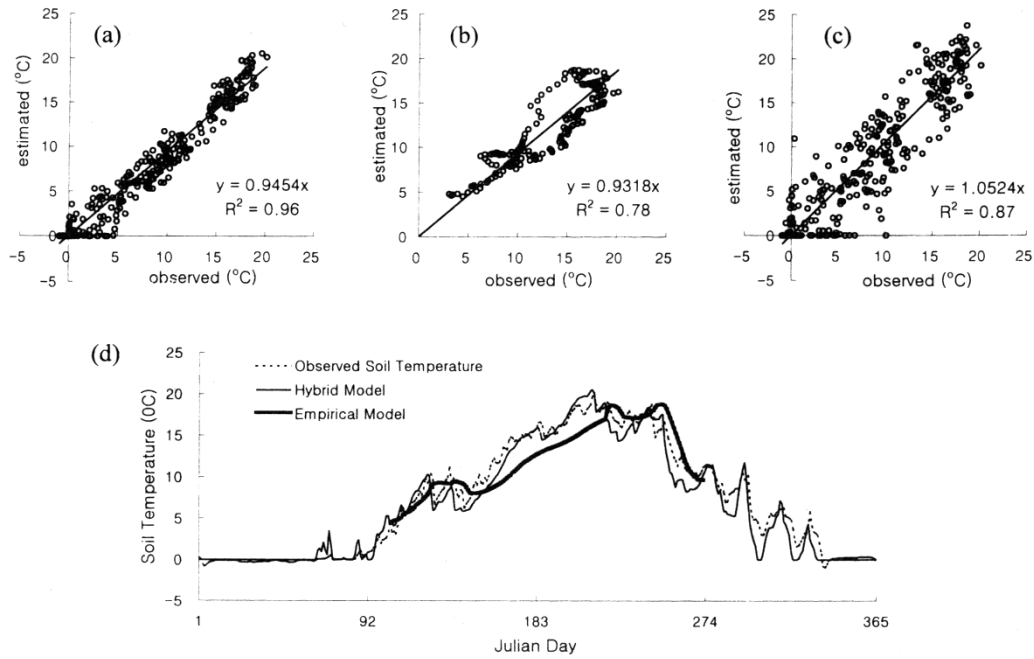 (a)
25
20
15
10
5
0
-5
-5 0 5 10 15 20 25
estimated (°C)
observed (°C)
y = 0.9454x
R² = 0.96
(b)
25
20
15
10
5
0
0 5 10 15 20 25
estimated (°C)
observed (°C)
y = 0.9318x
R² = 0.78
(c)
25
20
15
10
5
0
-5
-5 0 5 10 15 20 25
estimated (°C)
observed (°C)
y = 1.0524x
R² = 0.87
(d)
25
20
15
10
5
0
-5
Soil Temperature (0C)
Observed Soil Temperature
Hybrid Model
Empirical Model
1 92 183 274 365
Julian Day